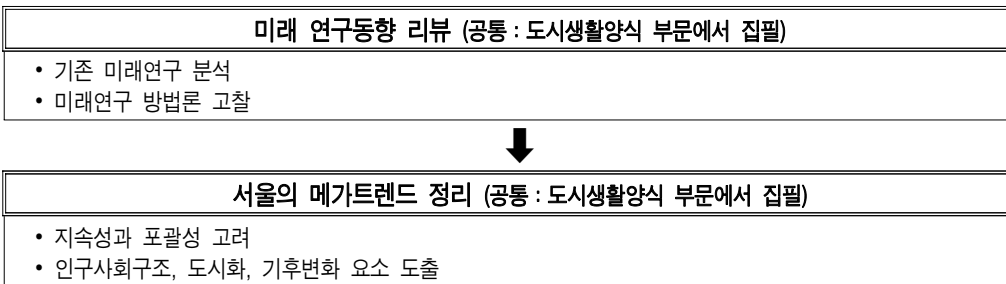 미래 연구동향 리뷰 (공통 : 도시생활양식 부문에서 집필)
• 기존 미래연구 분석
• 미래연구 방법론 고찰
서울의 메가트렌드 정리 (공통 : 도시생활양식 부문에서 집필)
• 지속성과 포괄성 고려
• 인구사회구조, 도시화, 기후변화 요소 도출